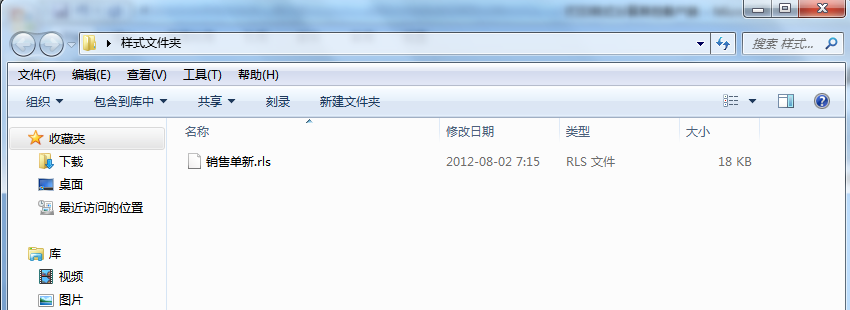 样式文件夹
搜索 样式...
文件(F) 编辑(E) 查看(V) 工具(T) 帮助(H)
组织 包含到库中 共享 刻录 新建文件夹
名称 修改日期 类型 大小
收藏夹
下载
销售单新.rls 2012-08-02 7:15 RLS 文件 18 KB
桌面
最近访问的位置
库
视频
图片